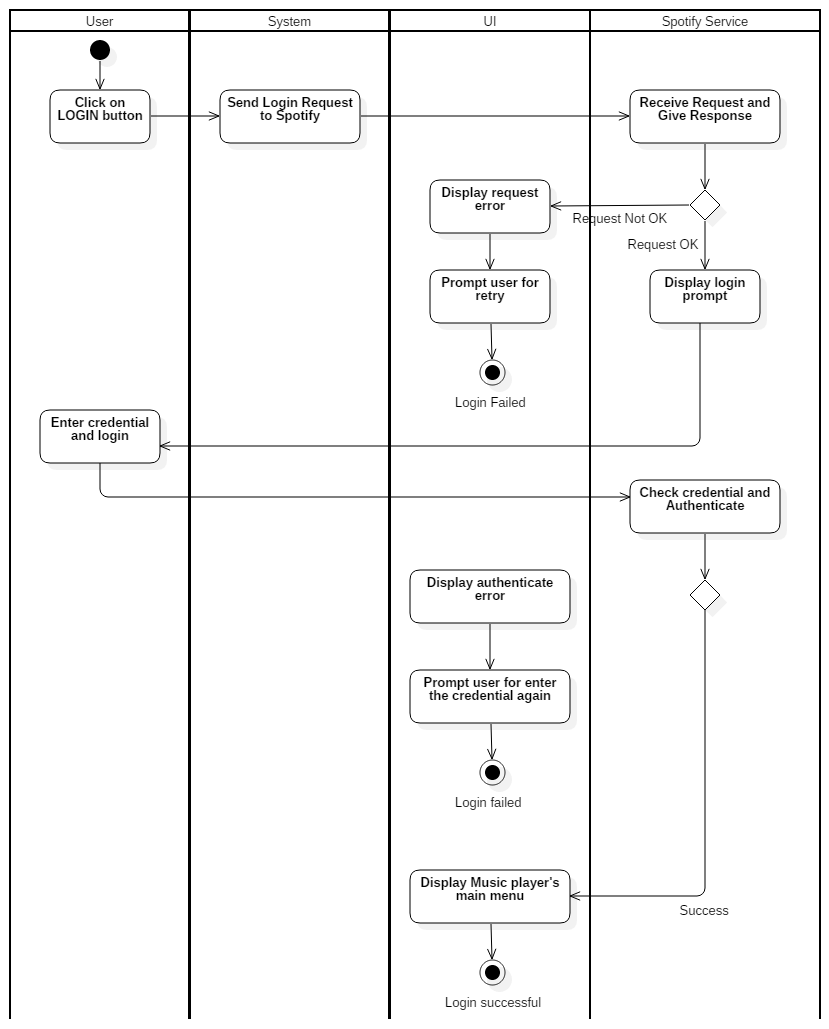 User
System
UI
Spotify Service
Click on
LOGIN button
Send Login Request
to Spotify
Receive Request and
Give Response
Display request
error
Request Not OK
Request OK
Prompt user for
retry
Display login
prompt
Login Failed
Enter credential
and login
Check credential and
Authenticate
Display authenticate
error
Prompt user for enter
the credential again
Login failed
Display Music player's
main menu
Success
Login successful